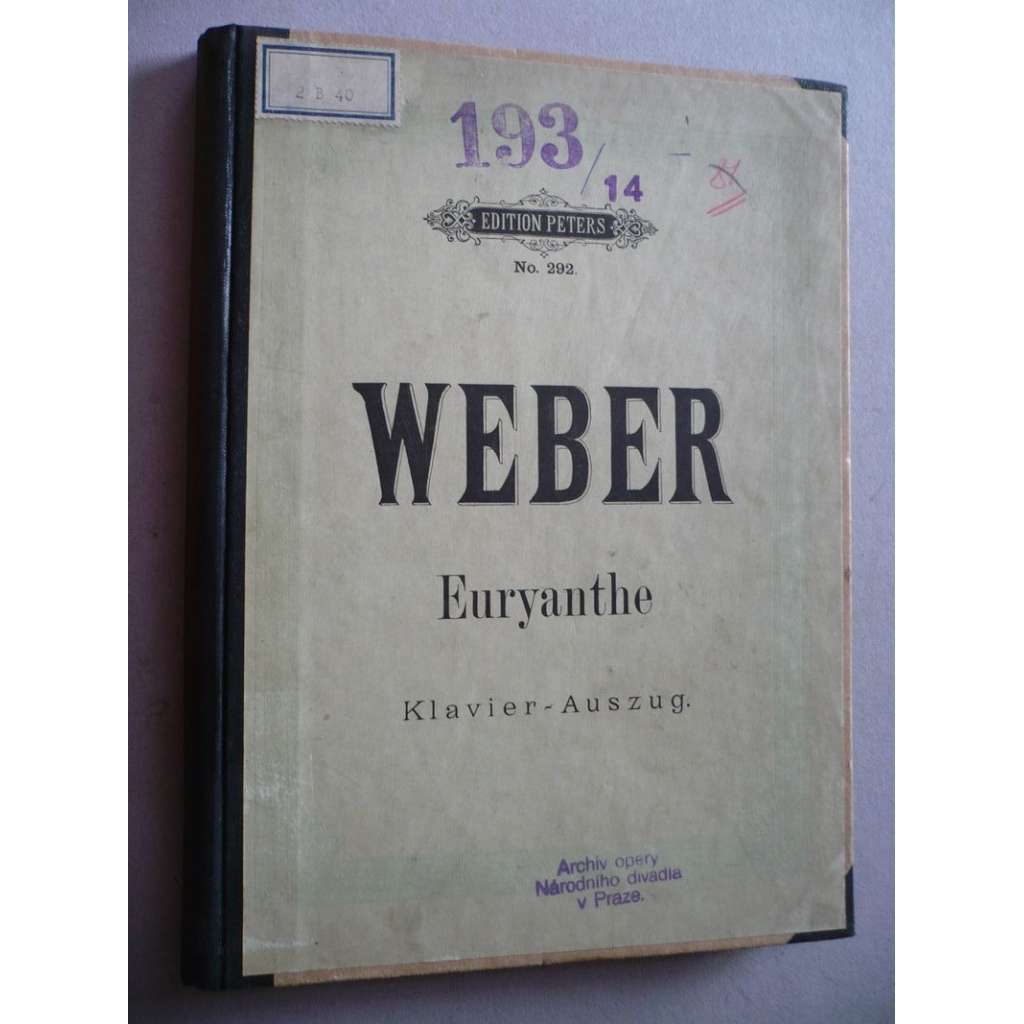 2 B 40
193/14
EDITION PETERS
No. 292.
WEBER
Euryanthe
Klavier-Auszug.
Archiv opery
Národního divadla
v Praze.